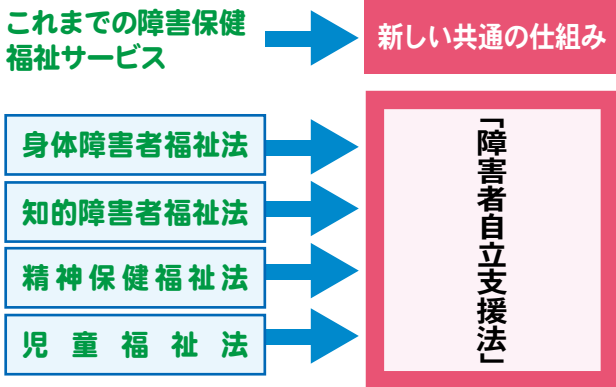 これまでの障害保健
福祉サービス
新しい共通の仕組み
身体障害者福祉法
知的障害者福祉法
精神保健福祉法
児童福祉法
「障害者自立支援法」